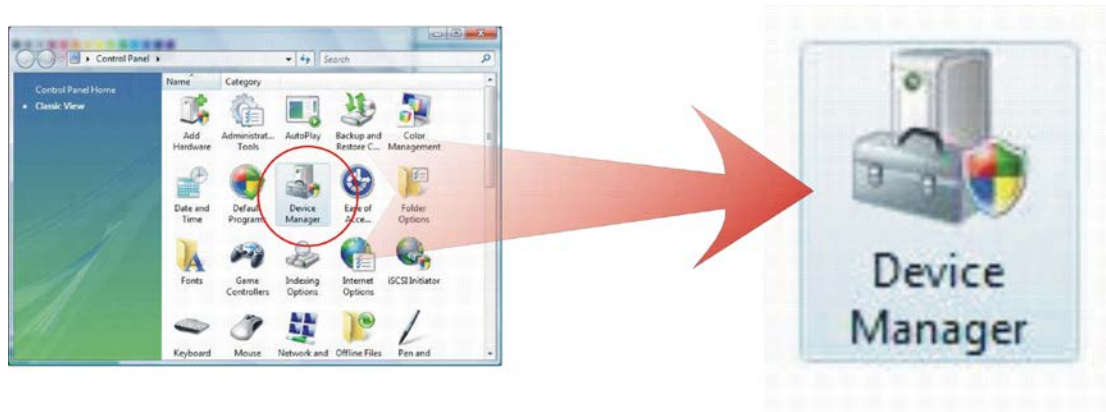 Control Panel
Search
Control Panel Home
Classic View
Name Category
Add Hardware
Administrat... Tools
AutoPlay
Backup and Restore C...
Color Management
Date and Time
Default Program
Device Manager
Ease of Acce...
Folder Options
Fonts
Game Controllers
Indexing Options
Internet Options
iSCSI Initiator
Keyboard
Mouse
Network and
Offline Files
Pen and
Device
Manager